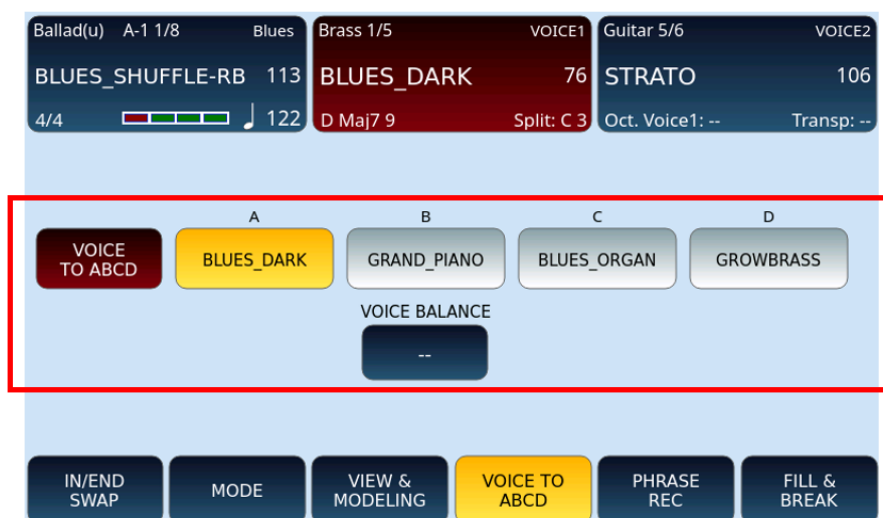 Ballad(u) A-1 1/8 Blues
BLUES_SHUFFLE-RB 113
4/4 122
Brass 1/5 VOICE1
BLUES_DARK 76
D Maj7 9 Split: C 3
Guitar 5/6 VOICE2
STRATO 106
Oct. Voice1: -- Transp: --
A B C D
VOICE
TO ABCD
BLUES_DARK
GRAND_PIANO
BLUES_ORGAN
GROWBRASS
VOICE BALANCE
--
IN/END
SWAP
MODE
VIEW &
MODELING
VOICE TO
ABCD
PHRASE
REC
FILL &
BREAK